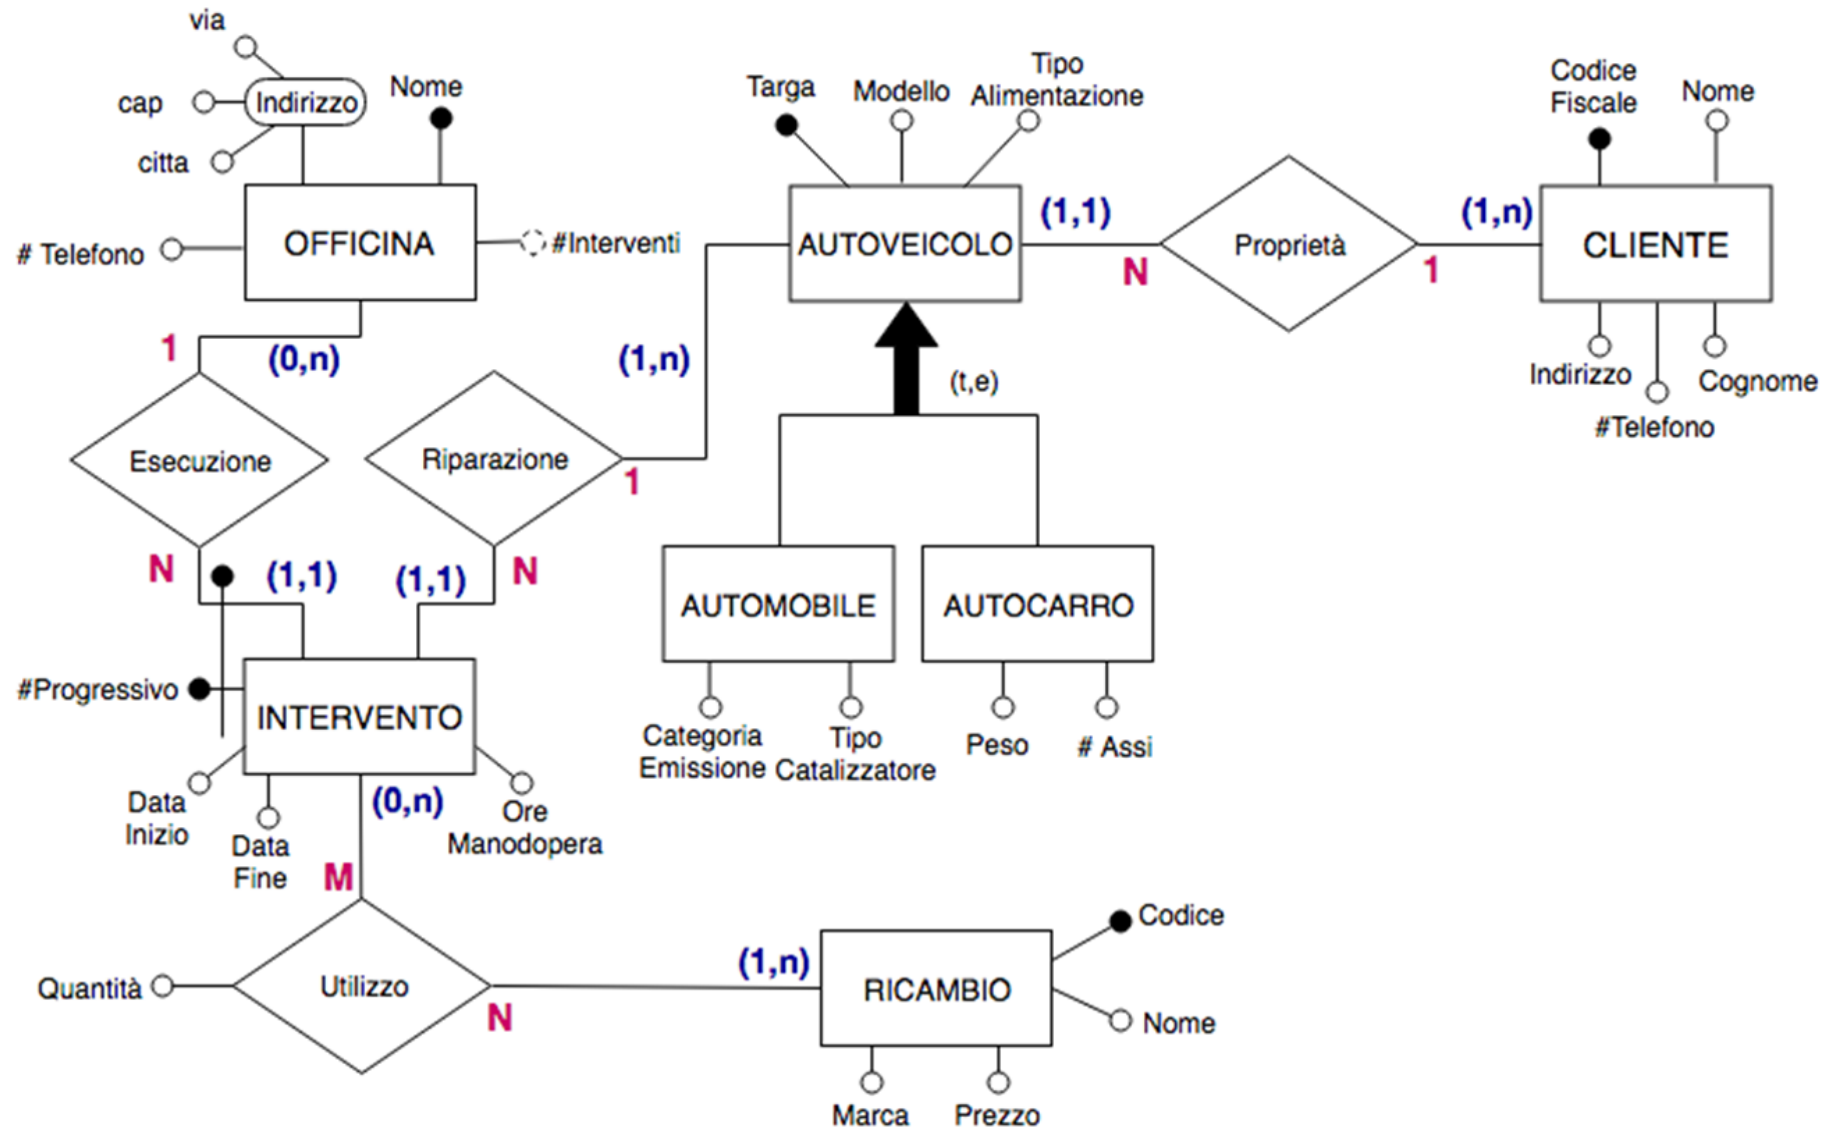 via
cap
Indirizzo
citta
Nome
# Telefono
OFFICINA
#Interventi
Targa
Modello
Tipo
Alimentazione
AUTOVEICOLO
(1,1)
N
Proprietà
(1,n)
1
Codice
Fiscale
Nome
CLIENTE
Indirizzo
#Telefono
Cognome
1
(0,n)
Esecuzione
N
(1,1)
Riparazione
(1,n)
1
(1,1)
N
(t,e)
AUTOMOBILE
AUTOCARRO
Categoria
Emissione
Tipo
Catalizzatore
Peso
# Assi
#Progressivo
INTERVENTO
Data
Inizio
Data
Fine
(0,n)
Ore
Manodopera
M
Quantità
Utilizzo
N
(1,n)
RICAMBIO
Codice
Nome
Marca
Prezzo